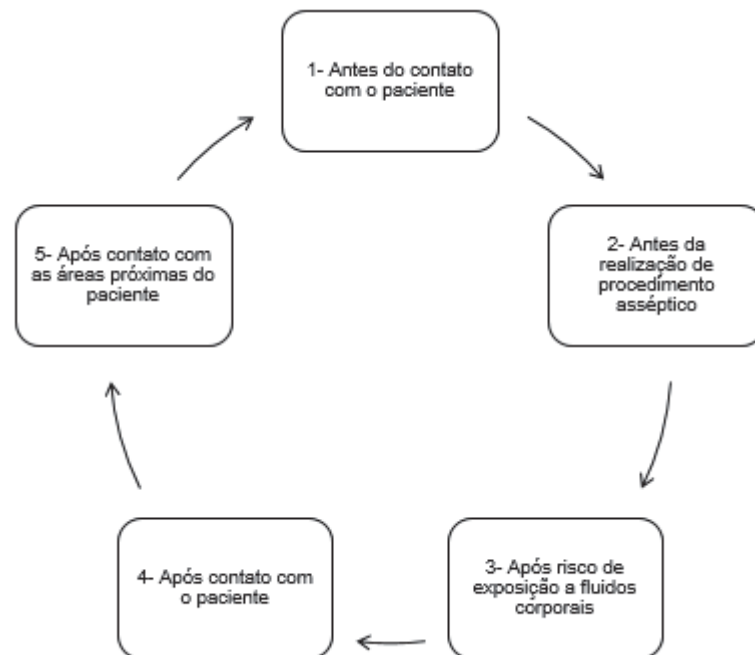 1- Antes do contato
com o paciente
2- Antes da
realização de
procedimento
asséptico
3- Após risco de
exposição a fluidos
corporais
4- Após contato com
o paciente
5- Após contato com
as áreas próximas do
paciente